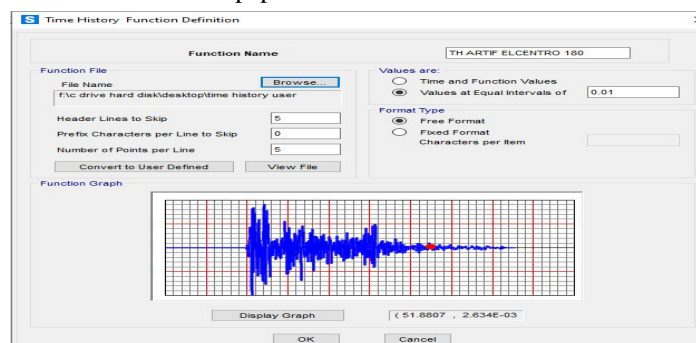 S Time History Function Definition
Function Name TH ARTIF ELCENTRO 180
Function File
File Name Browse...
f:\c drive hard disk\desktop\time history user
Header Lines to Skip 5
Prefix Characters per Line to Skip 0
Number of Points per Line 5
Convert to User Defined View File
Values are:
Time and Function Values
Values at Equal Intervals of 0.01
Format Type
Free Format
Fixed Format
Characters per Item
Function Graph
Display Graph (51.8807 , 2.634E-03
OK Cancel